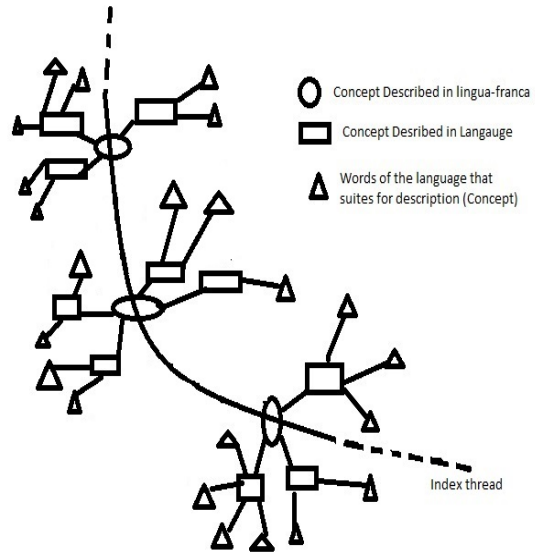 Concept Described in lingua-franca
Concept Desribed in Langauge
Words of the language that
suites for description (Concept)
Index thread